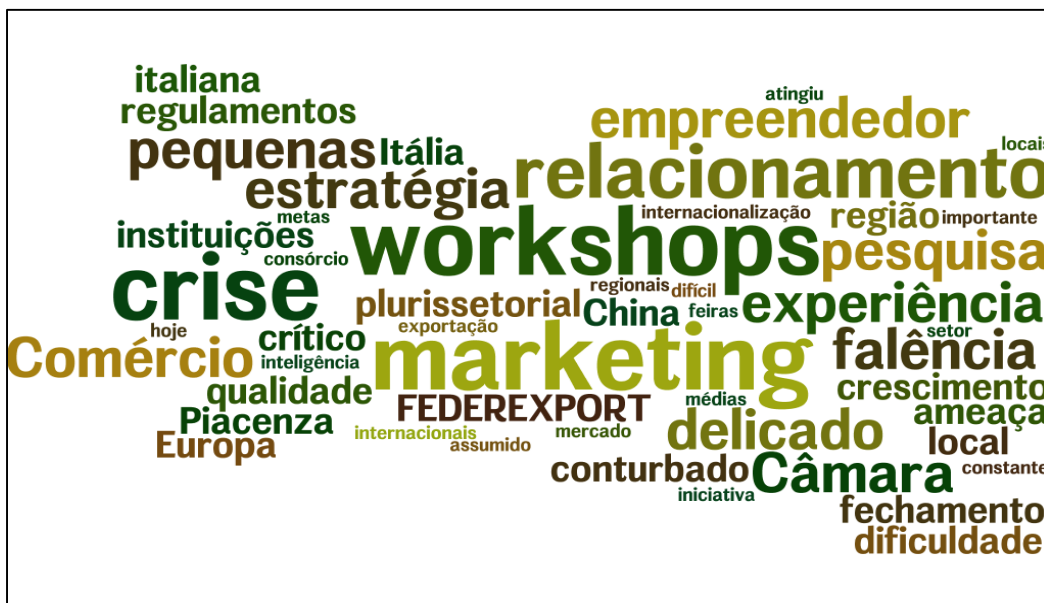 italiana
atingiu
empreendedor
regulamentos
locais
pequenas
Itália
relacionamento
estratégia
metas
internacionalização
região
importante
instituições
workshops
pesquisa
consórcio
crise
regionais
difícil
plurissetorial
China
feiras
experiência
hoje
crítico
exportação
setor
Comércio
inteligência
marketing
falência
qualidade
crescimento
médias
FEDEREXPORT
Piacenza
ameaça
internacionais
mercado
delicado
local
Europa
assumido
conturbado
Câmara
constante
iniciativa
fechamento
dificuldade